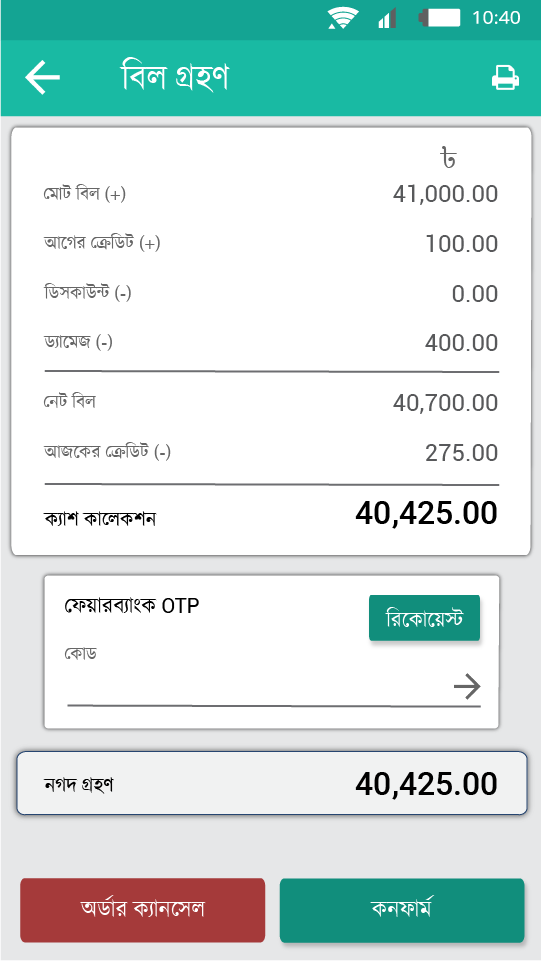 10:40
বিল গ্রহণ
৳
মোট বিল (+) 41,000.00
আগের ক্রেডিট (+) 100.00
ডিসকাউন্ট (-) 0.00
ড্যামেজ (-) 400.00
নেট বিল 40,700.00
আজকের ক্রেডিট (-) 275.00
ক্যাশ কালেকশন 40,425.00
ফেয়ারব্যাংক OTP রিকোয়েস্ট
কোড
নগদ গ্রহণ 40,425.00
অর্ডার ক্যানসেল কনফার্ম